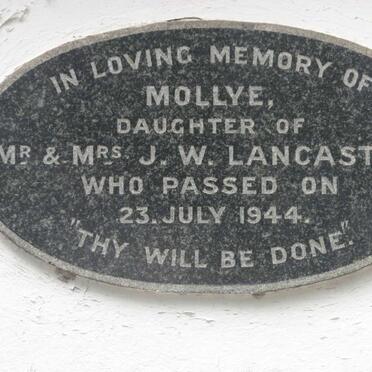 IN LOVING MEMORY OF
MOLLYE,
DAUGHTER OF
MR & MRS. J. W. LANCAST
WHO PASSED ON
23. JULY 1944.
"THY WILL BE DONE."